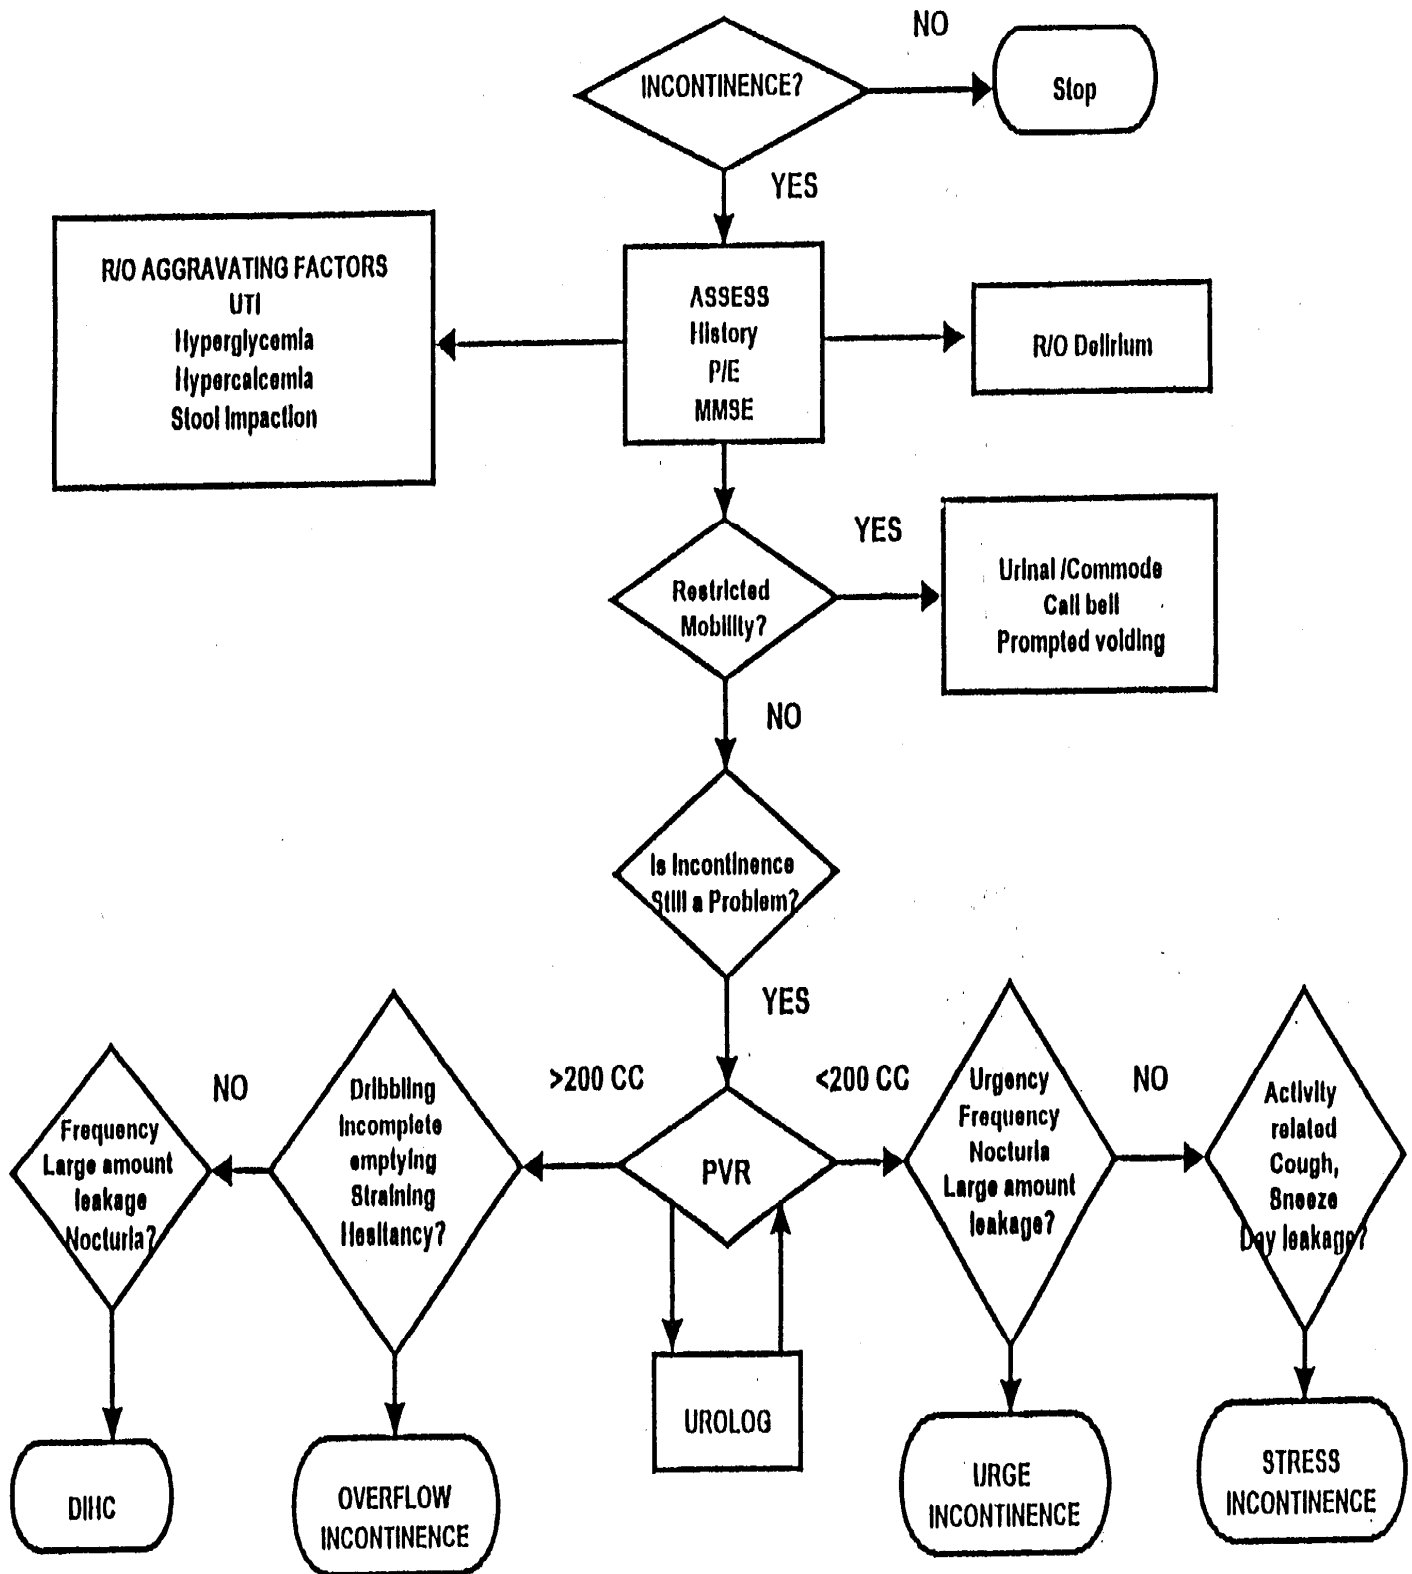 NO
INCONTINENCE?
Stop
YES
R/O AGGRAVATING FACTORS
UTI
Hyperglycemia
Hypercalcemia
Stool Impaction
ASSESS
History
P/E
MMSE
R/O Delirium
YES
Restricted
Mobility?
Urinal /Commode
Call bell
Prompted voiding
NO
Is Incontinence
Still a Problem?
YES
>200 CC
<200 CC
NO
NO
Frequency
Large amount
leakage
Nocturia?
Dribbling
Incomplete
emptying
Straining
Hesitancy?
PVR
Urgency
Frequency
Nocturia
Large amount
leakage?
Activity
related
Cough,
Sneeze
Day leakage?
DIHC
OVERFLOW
INCONTINENCE
UROLOG
URGE
INCONTINENCE
STRESS
INCONTINENCE